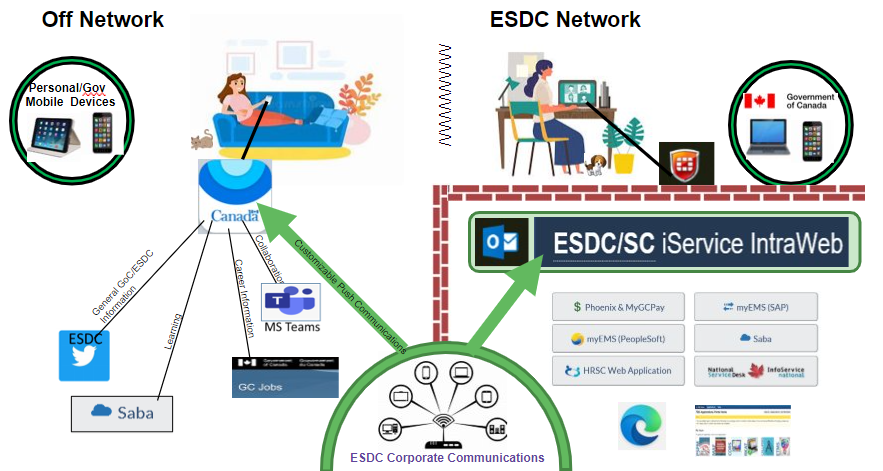 Off Network
ESDC Network
Personal/Gov
Mobile Devices
Government
of Canada
Canada
ESDC/SC iService IntraWeb
General GoC/ESDC
Information
Learning
Career Information
Collaboration
Customizable Push Communications
ESDC
MS Teams
GC Jobs
Saba
$ Phoenix & MyGCPay
myEMS (SAP)
myEMS (PeopleSoft)
Saba
HRSC Web Application
National
Service Desk
InfoService
national
ESDC Corporate Communications